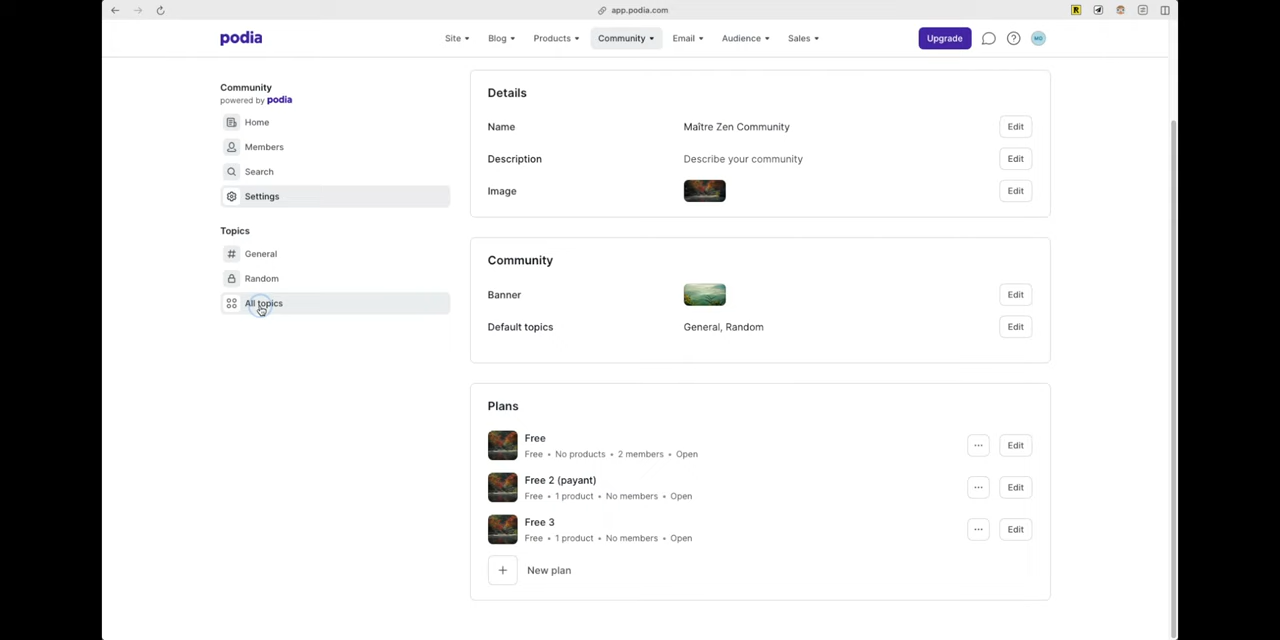 app.podia.com
podia
Site
Blog
Products
Community
Email
Audience
Sales
Upgrade
MD
Community
powered by podia
Home
Members
Search
Settings
Topics
General
Random
All topics
Details
Name
Maître Zen Community
Edit
Description
Describe your community
Edit
Image
Edit
Community
Banner
Edit
Default topics
General, Random
Edit
Plans
Free
Free • No products • 2 members • Open
Edit
Free 2 (payant)
Free • 1 product • No members • Open
Edit
Free 3
Free • 1 product • No members • Open
Edit
New plan